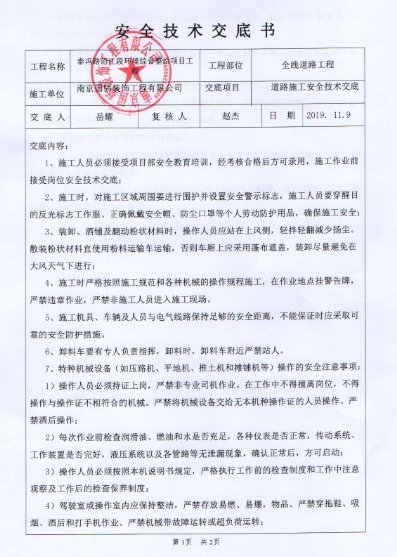 安全技术交底书
工程名称 泰冯路沿江段环境综合整治项目工程 工程部位 全线道路工程
施工单位 南京国 装饰工程有限公司 交底项目 道路施工安全技术交底
交底人 岳耀 复核人 赵杰 日期 2019.11.9
交底内容:
1、施工人员必须接受项目部安全教育培训，经考核合格后方可录用，施工作业前
接受岗位安全技术交底;
2、施工时，对施工区域周围要进行围护并设置安全警示标志，施工人员要穿醒目
的反光标志工作服、正确佩戴安全帽、防尘口罩等个人劳动防护用品，确保施工安全;
3、装卸、洒铺及翻动粉状材料时，操作人员应站在上风侧，轻拌轻翻减少扬尘。
散装粉状材料宜使用粉料运输车运输，否则车厢上应采用蓬布遮盖，装卸尽量避免在
大风天气下进行;
4、施工时严格按照施工规范和各种机械的操作规程施工，在作业地点挂警告牌，
严禁违章作业，严禁非施工人员进入施工现场。
5、施工机具、车辆及人员与电气线路保持足够的安全距离，不能保证时应采取可
靠的安全防护措施。
6、卸料车要有专人负责指挥，卸料时，卸料车附近严禁站人。
7、特种机械设备（如压路机、平地机、推土机和摊铺机等）操作的安全注意事项:
1）操作人员必须持证上岗，严禁非专业司机作业。在工作中不得擅离岗位，不得
操作与操作证不相符合的机械。严禁将机械设备交给无本机种操作证的人员操作。严
禁酒后操作;
2）每次作业前检查润滑油、燃油和水是否充足，各种仪表是否正常，传动系统、
工作装置是否完好，液压系统以及各管路等无泄漏现象，确认正常后，方可启动;
3）操作人员必须按照本机说明书规定，严格执行工作前的检查制度和工作中注意
观察及工作后的检查保养制度;
4）驾驶室或操作室内应保持整洁，严禁存放易燃、易爆，物品。严禁穿拖鞋、吸
烟、酒后和打手机作业。严禁机械带故障运转或超负荷运转;
第1页 共2页